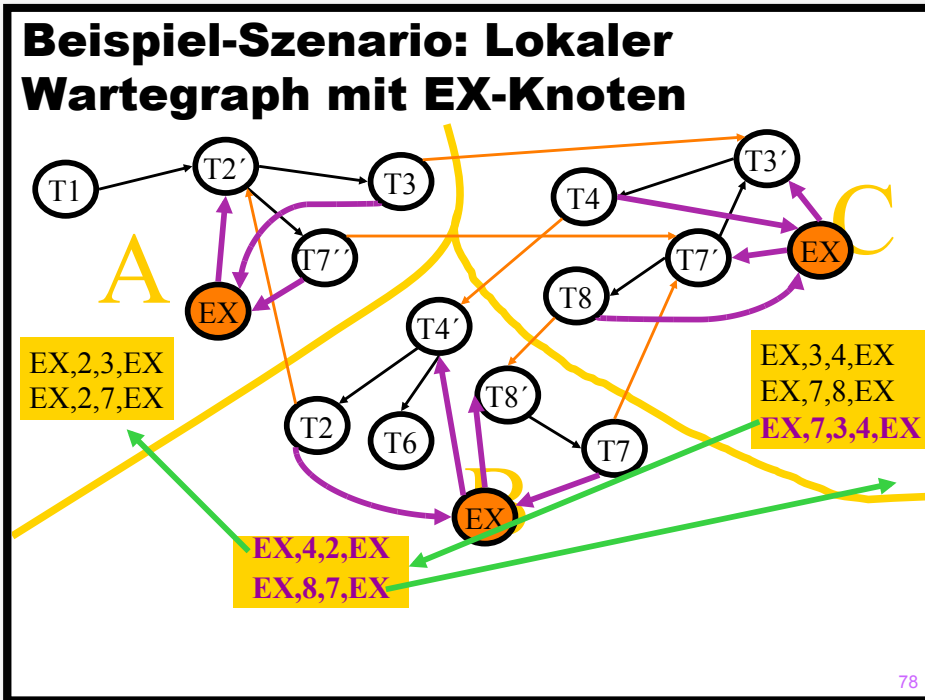 Beispiel-Szenario: Lokaler
Wartegraph mit EX-Knoten
T1
T2´
T3
T7´´
A
EX
EX,2,3,EX
EX,2,7,EX
T3´
T4
C
EX
T7´
T8
EX,3,4,EX
EX,7,8,EX
EX,7,3,4,EX
T4´
T8´
T2
T6
T7
B
EX
EX,4,2,EX
EX,8,7,EX
78